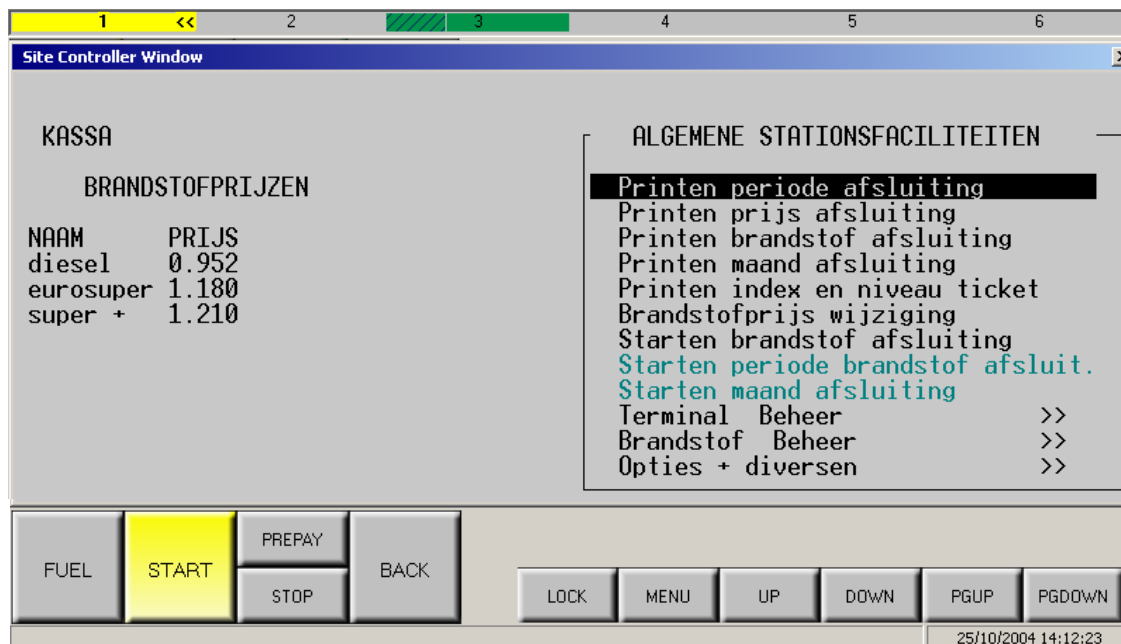 1 << 2 3 4 5 6
Site Controller Window
KASSA
BRANDSTOFPRIJZEN
NAAM PRIJS
diesel 0.952
eurosuper 1.180
super + 1.210
ALGEMENE STATIONSFACILITEITEN
Printen periode afsluiting
Printen prijs afsluiting
Printen brandstof afsluiting
Printen maand afsluiting
Printen index en niveau ticket
Brandstofprijs wijziging
Starten brandstof afsluiting
Starten periode brandstof afsluit.
Starten maand afsluiting
Terminal Beheer >>
Brandstof Beheer >>
Opties + diversen >>
FUEL
START
PREPAY
STOP
BACK
LOCK
MENU
UP
DOWN
PGUP
PGDOWN
25/10/2004 14:12:23